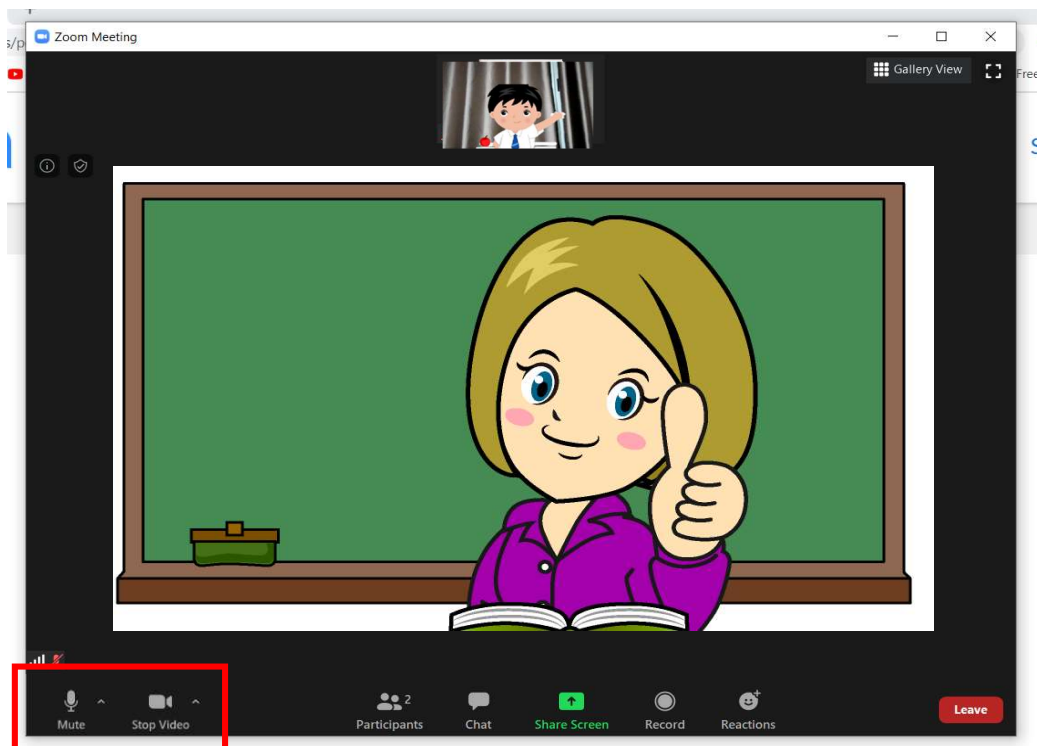 s/p
Zoom Meeting
Gallery View
Free
S
2
Mute
Stop Video
Participants
Chat
Share Screen
Record
Reactions
Leave